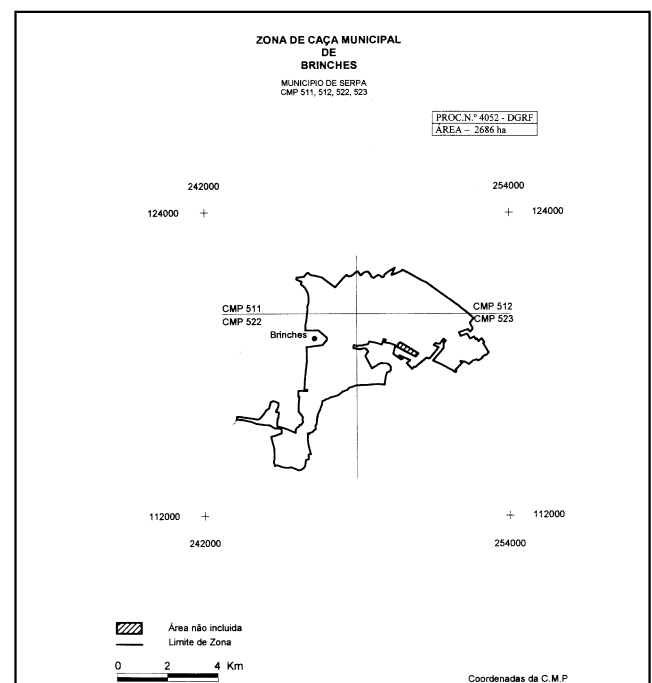 ZONA DE CAÇA MUNICIPAL
DE
BRINCHES
MUNICIPIO DE SERPA
CMP 511, 512, 522, 523
PROC.N.º 4052 - DGRF
ÁREA – 2686 ha
242000 254000
124000 124000
CMP 511 CMP 512
CMP 522 CMP 523
Brinches
112000 112000
242000 254000
Área não incluida
Limite de Zona
0 2 4 Km
Coordenadas da C.M.P